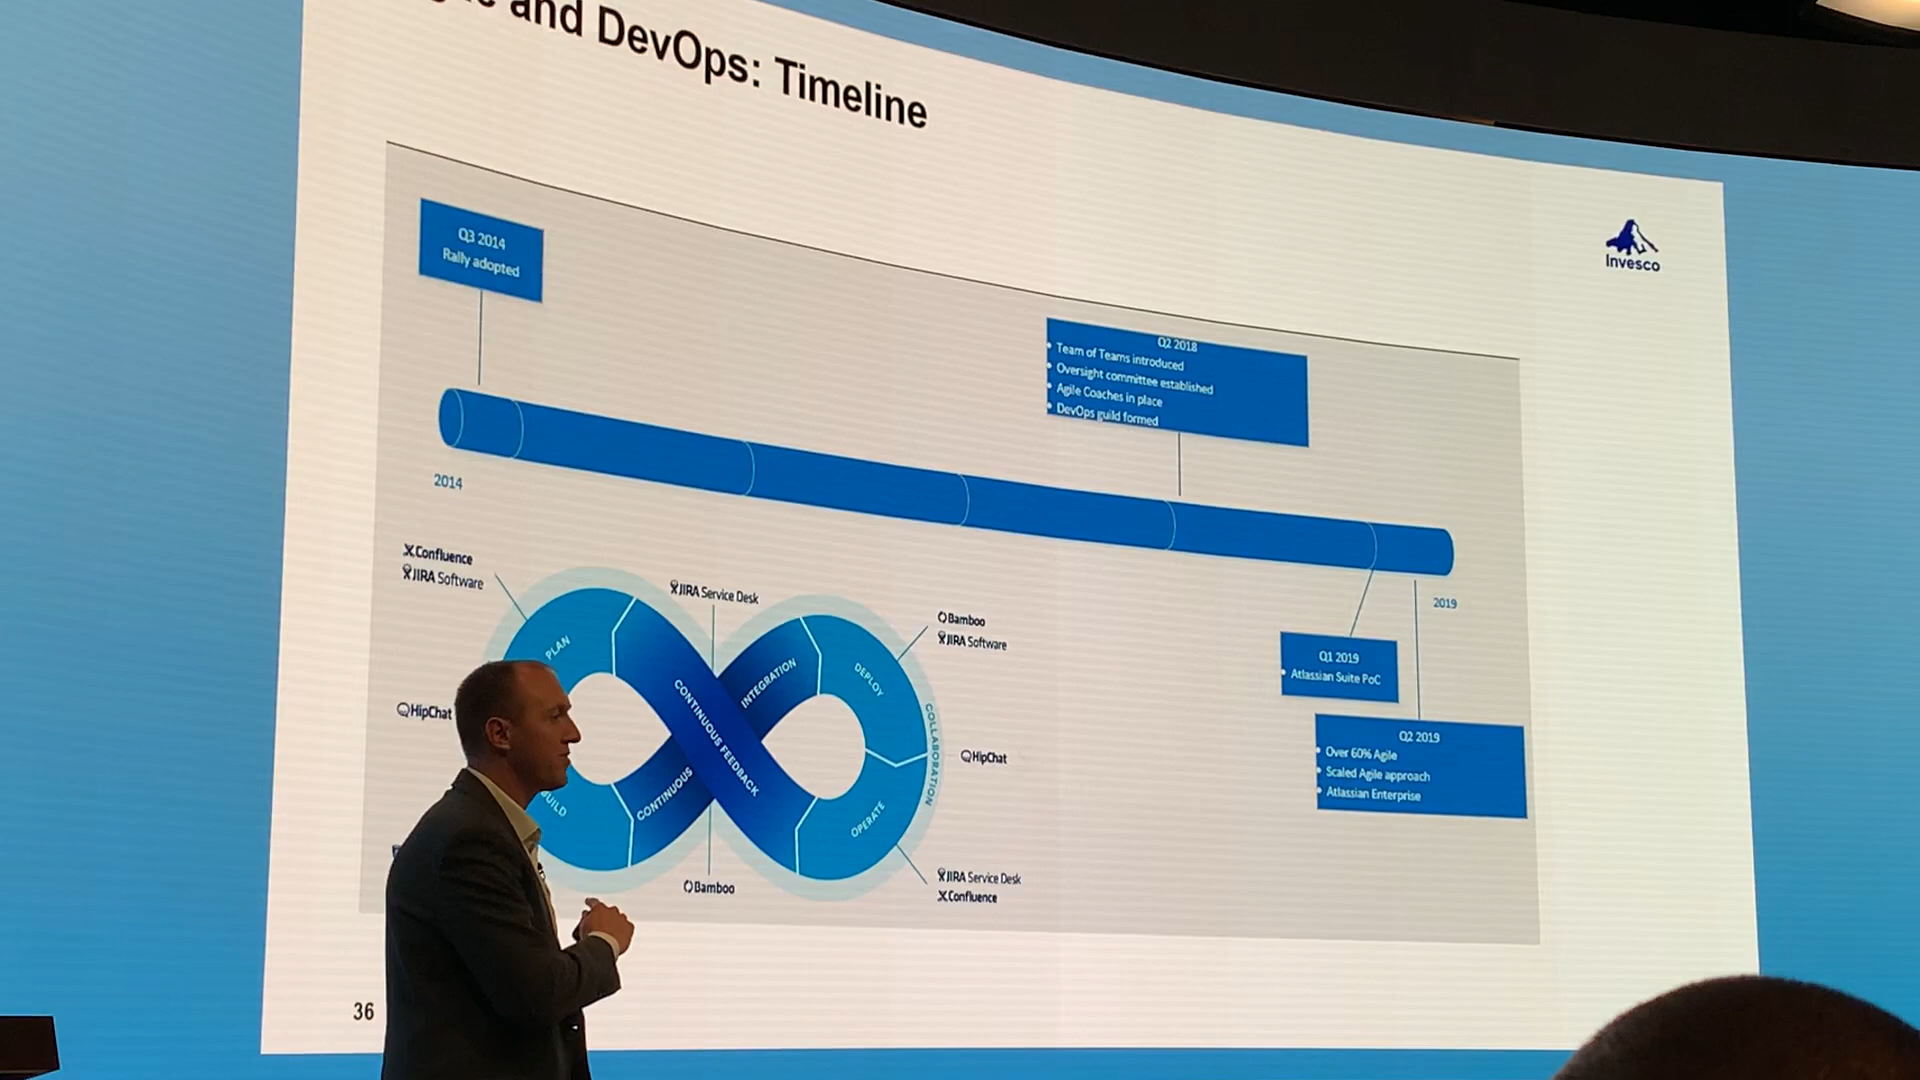 and DevOps: Timeline
Invesco
Q3 2014
Rally adopted
Q2 2018
• Team of Teams introduced
• Oversight committee established
• Agile Coaches in place
• DevOps guild formed
2014
2019
Q1 2019
• Atlassian Suite PoC
Q2 2019
• Over 60% Agile
• Scaled Agile approach
• Atlassian Enterprise
Confluence
JIRA Software
JIRA Service Desk
Bamboo
JIRA Software
HipChat
HipChat
PLAN
CONTINUOUS FEEDBACK
INTEGRATION
DEPLOY
COLLABORATION
CONTINUOUS
OPERATE
Bamboo
JIRA Service Desk
Confluence
36